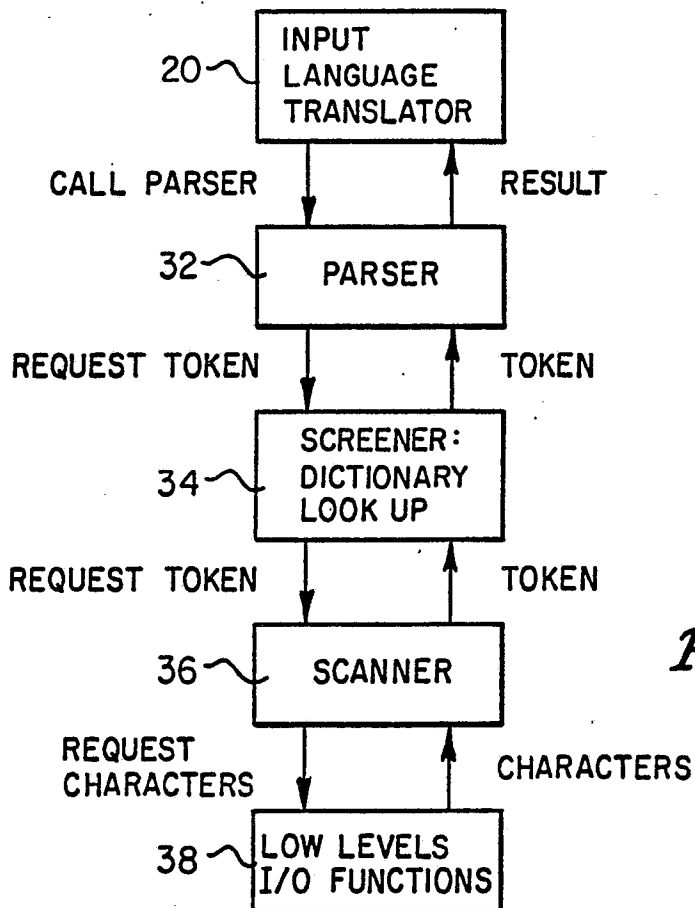 INPUT
LANGUAGE
TRANSLATOR
20
CALL PARSER
RESULT
PARSER
32
REQUEST TOKEN
TOKEN
SCREENER:
DICTIONARY
LOOK UP
34
REQUEST TOKEN
TOKEN
SCANNER
36
REQUEST
CHARACTERS
CHARACTERS
LOW LEVELS
I/O FUNCTIONS
38